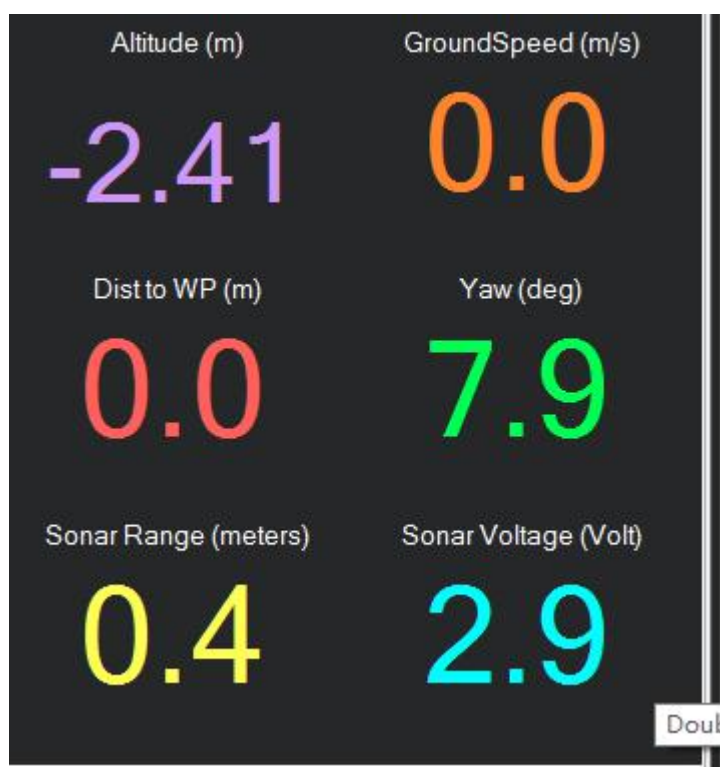 Altitude (m) GroundSpeed (m/s)
-2.41 0.0
Dist to WP (m) Yaw (deg)
0.0 7.9
Sonar Range (meters) Sonar Voltage (Volt)
0.4 2.9
Doub